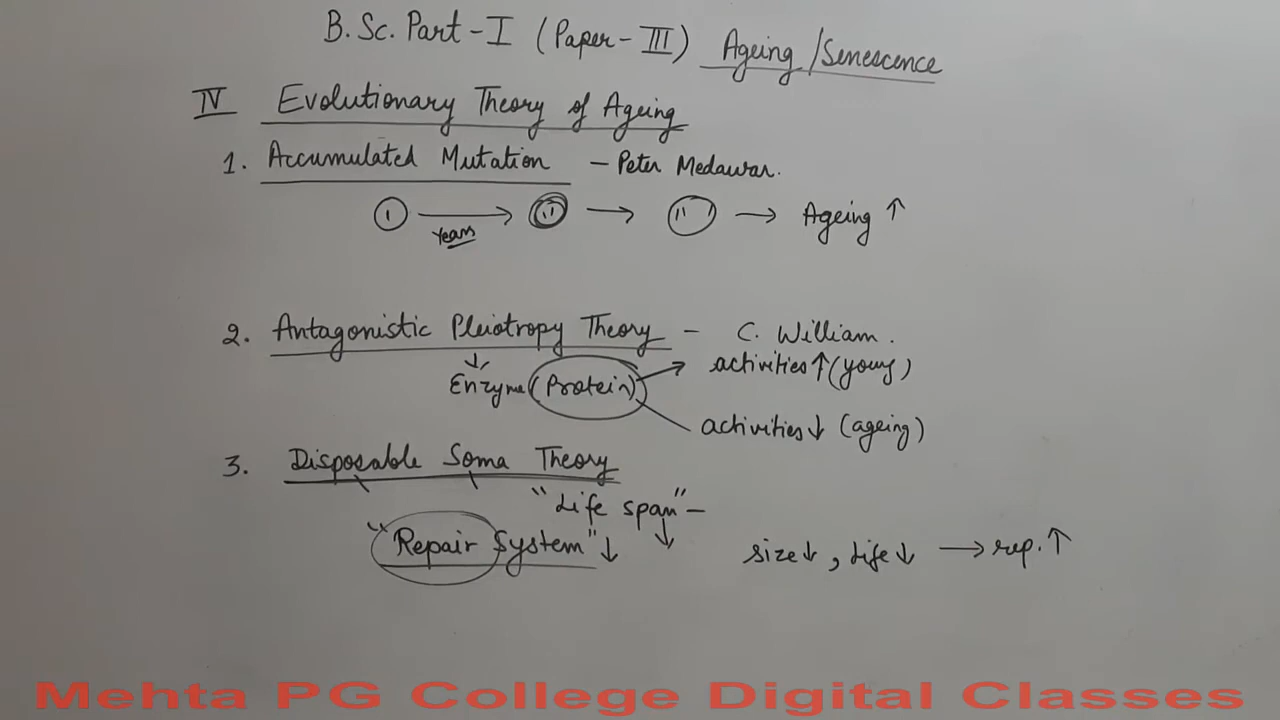 B.Sc. Part-I (Paper-III) Ageing/Senescence
IV Evolutionary Theory of Ageing
1. Accumulated Mutation - Peter Medawar.
Years → → Ageing ↑
2. Antagonistic Pleiotropy Theory - C. William.
Enzyme (Protein) activities ↑ (young)
activities ↓ (ageing)
3. Disposable Soma Theory
"Life span" -
"Repair System" ↓ size ↓, Life ↓ → rep. ↑
Mehta PG College Digital Classes